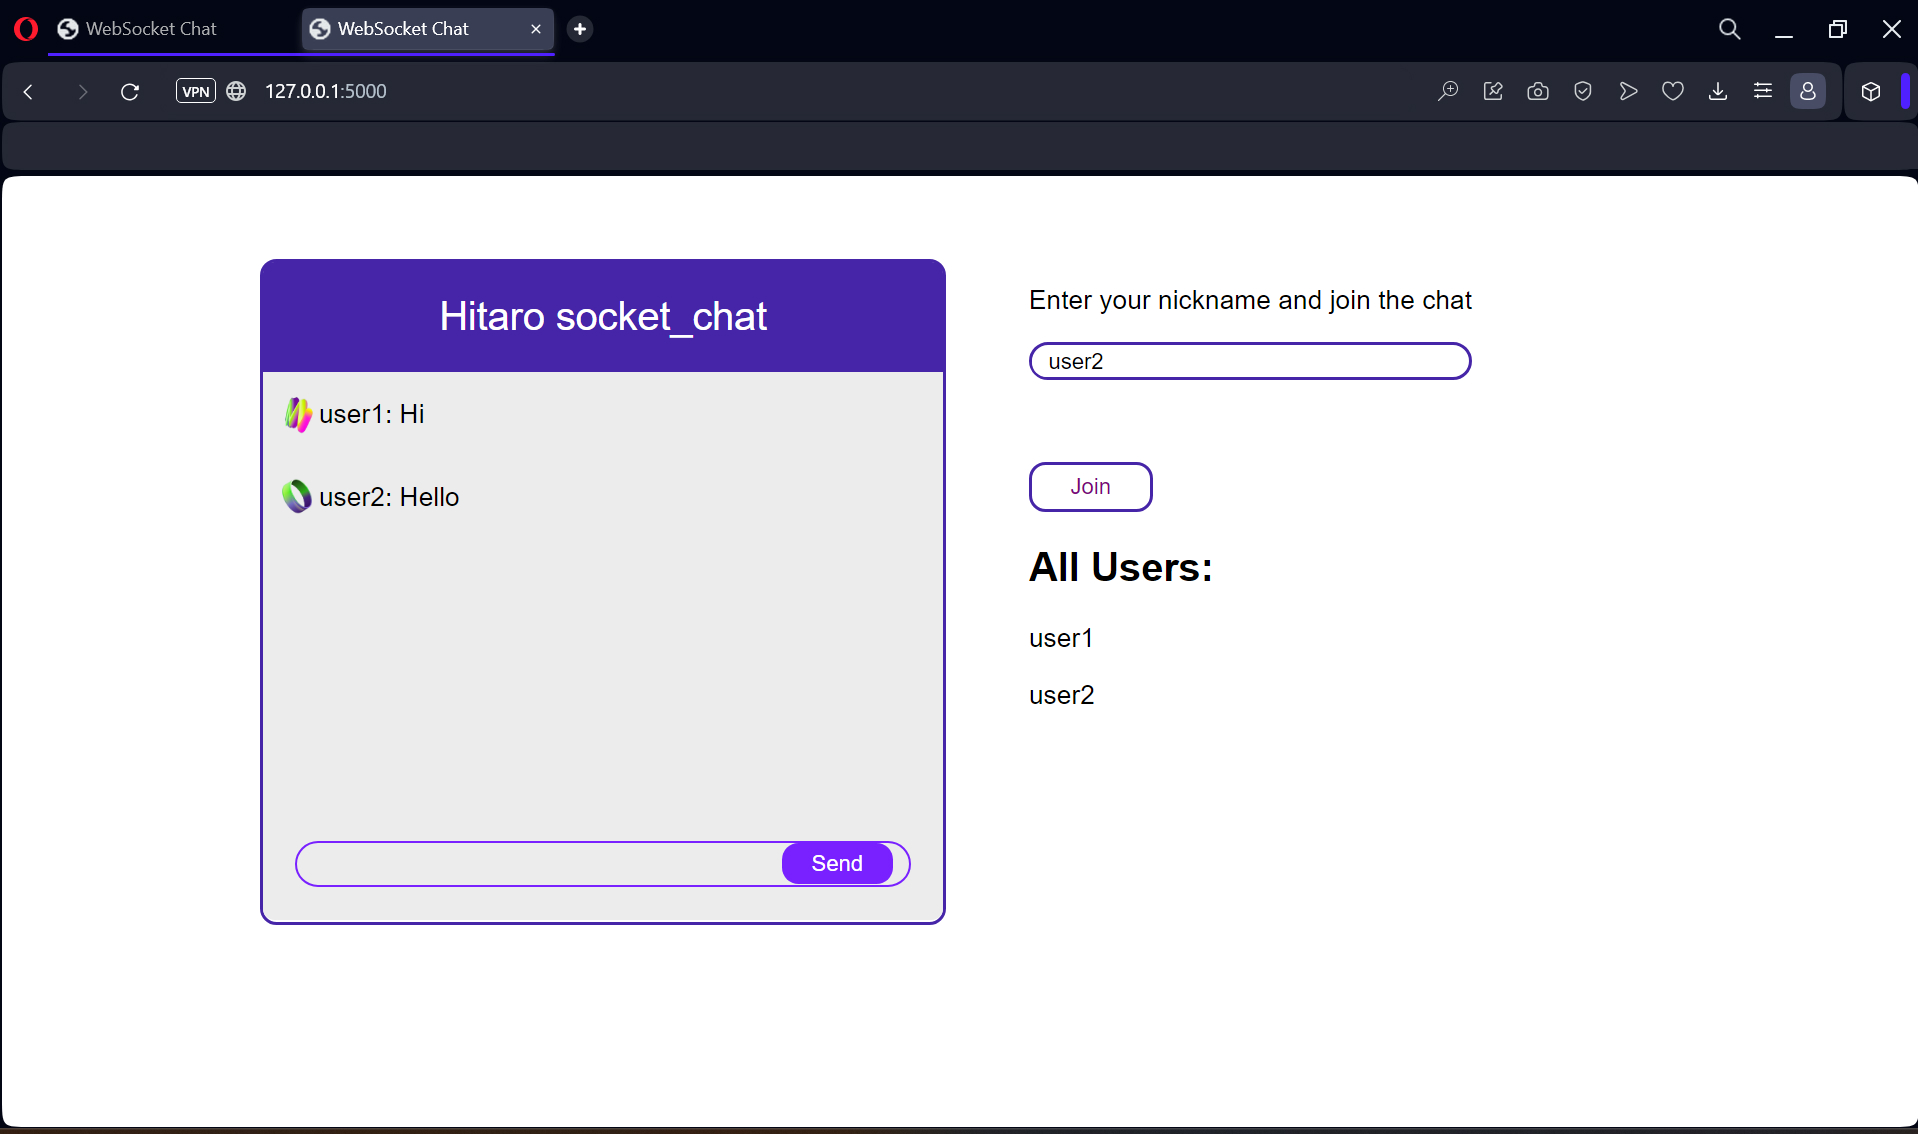 WebSocket Chat
WebSocket Chat
VPN
127.0.0.1:5000
Hitaro socket_chat
user1: Hi
user2: Hello
Send
Enter your nickname and join the chat
user2
Join
All Users:
user1
user2